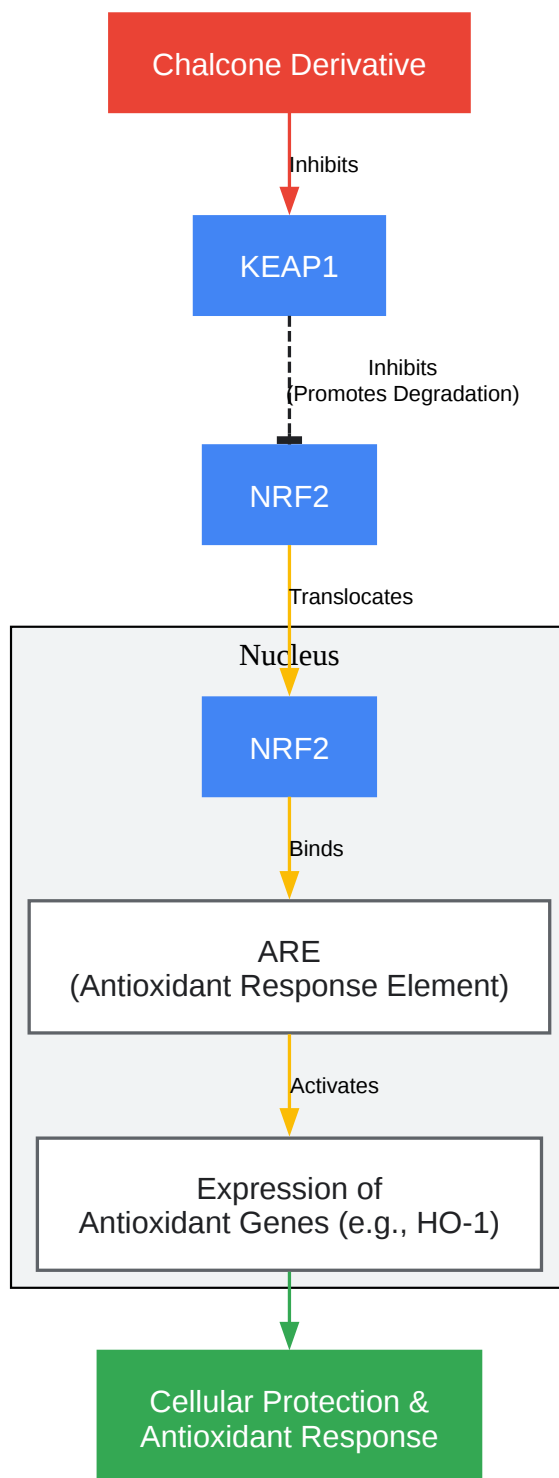 Chalcone Derivative
Inhibits
KEAP1
Inhibits
(Promotes Degradation)
NRF2
Translocates
Nucleus
NRF2
Binds
ARE
(Antioxidant Response Element)
Activates
Expression of
Antioxidant Genes (e.g., HO-1)
Cellular Protection &
Antioxidant Response